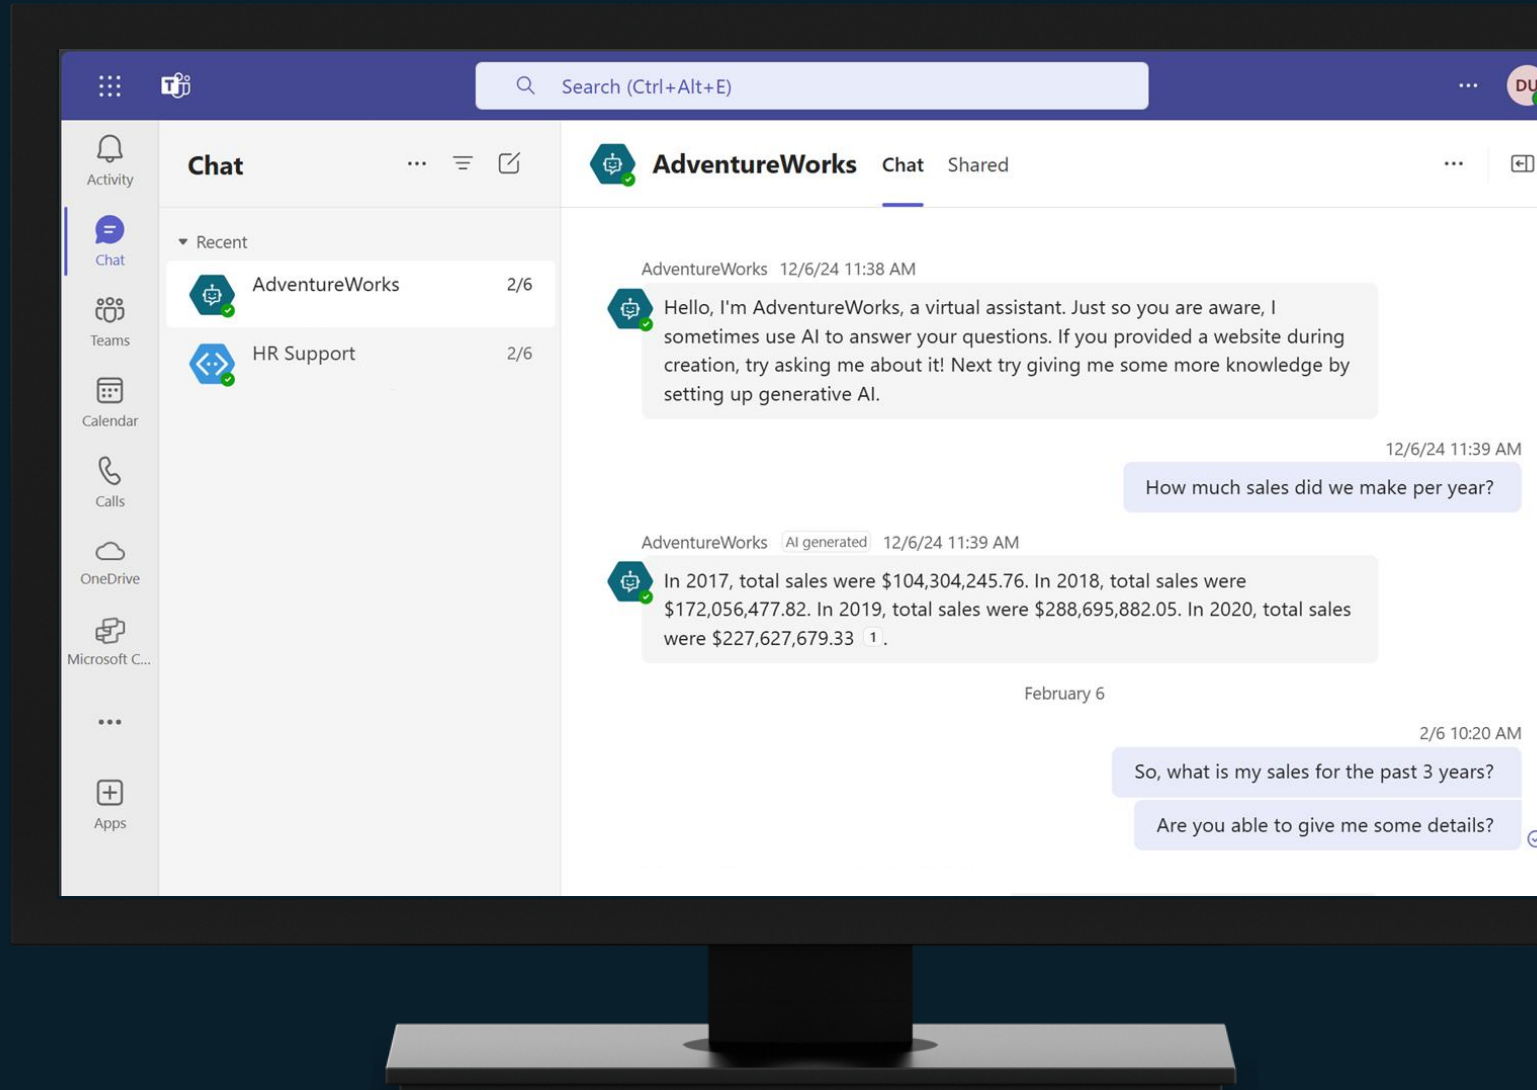 Search (Ctrl+Alt+E)
DU
Activity
Chat
Teams
Calendar
Calls
OneDrive
Microsoft C...
Apps
Chat
Recent
AdventureWorks 2/6
HR Support 2/6
AdventureWorks Chat Shared
AdventureWorks 12/6/24 11:38 AM
Hello, I'm AdventureWorks, a virtual assistant. Just so you are aware, I
sometimes use AI to answer your questions. If you provided a website during
creation, try asking me about it! Next try giving me some more knowledge by
setting up generative AI.
12/6/24 11:39 AM
How much sales did we make per year?
AdventureWorks AI generated 12/6/24 11:39 AM
In 2017, total sales were $104,304,245.76. In 2018, total sales were
$172,056,477.82. In 2019, total sales were $288,695,882.05. In 2020, total sales
were $227,627,679.33 1.
February 6
2/6 10:20 AM
So, what is my sales for the past 3 years?
Are you able to give me some details?